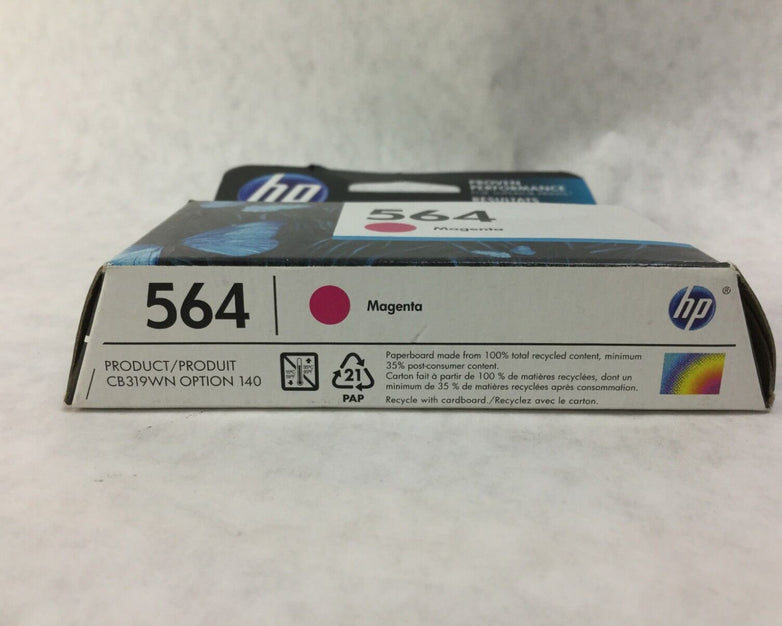 hp
PROVEN
PERFORMANCE
RÉSULTATS
564
Magenta
564
Magenta
hp®
PRODUCT/PRODUIT
CB319WN OPTION 140
21
PAP
Paperboard made from 100% total recycled content, minimum
35% post-consumer content.
Carton fait à partir de 100 % de matières recyclées, dont un
minimum de 35 % de matières recyclées après consommation.
Recycle with cardboard./Recyclez avec le carton.